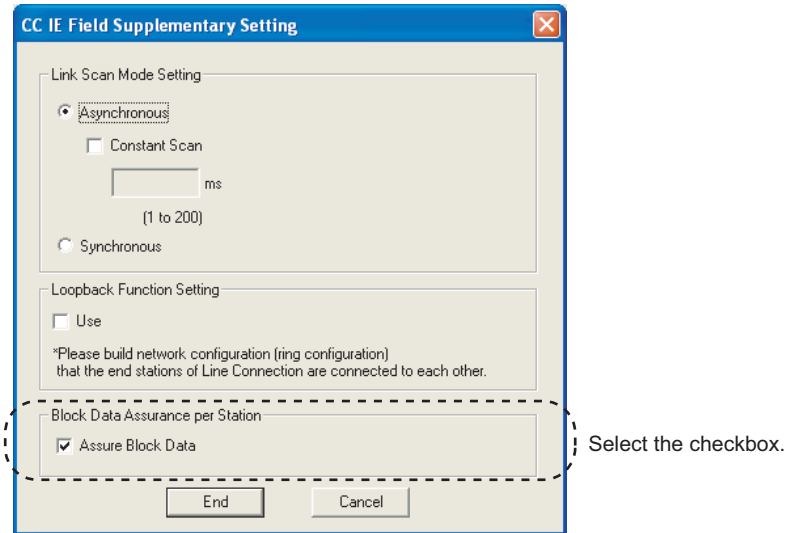 CC IE Field Supplementary Setting
Link Scan Mode Setting
Asynchronous
Constant Scan
ms
(1 to 200)
Synchronous
Loopback Function Setting
Use
*Please build network configuration (ring configuration)
that the end stations of Line Connection are connected to each other.
Block Data Assurance per Station
Assure Block Data
Select the checkbox.
End
Cancel